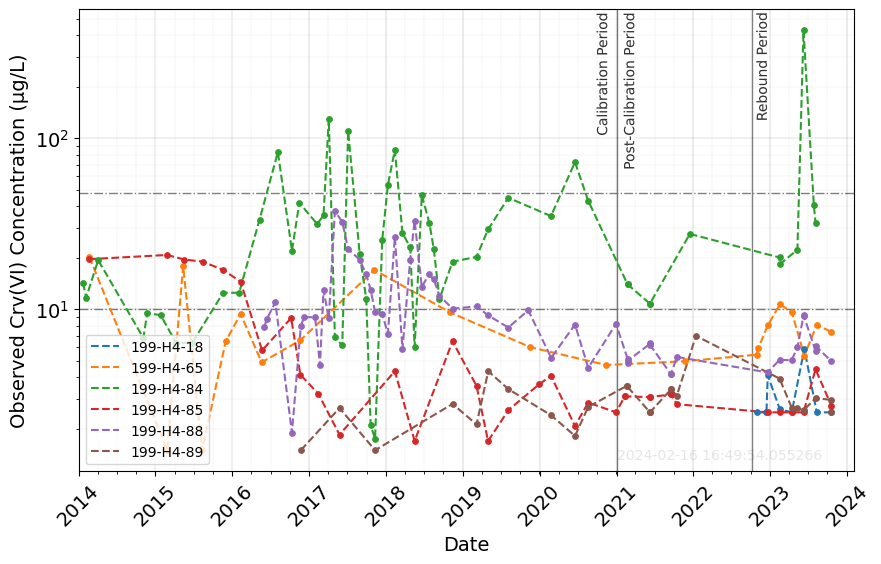 Observed Crv(VI) Concentration (µg/L)
10²
10¹
Calibration Period
Post-Calibration Period
Rebound Period
199-H4-18
199-H4-65
199-H4-84
199-H4-85
199-H4-88
199-H4-89
2024-02-16 16:49:54.055266
2014
2015
2016
2017
2018
2019
2020
2021
2022
2023
2024
Date